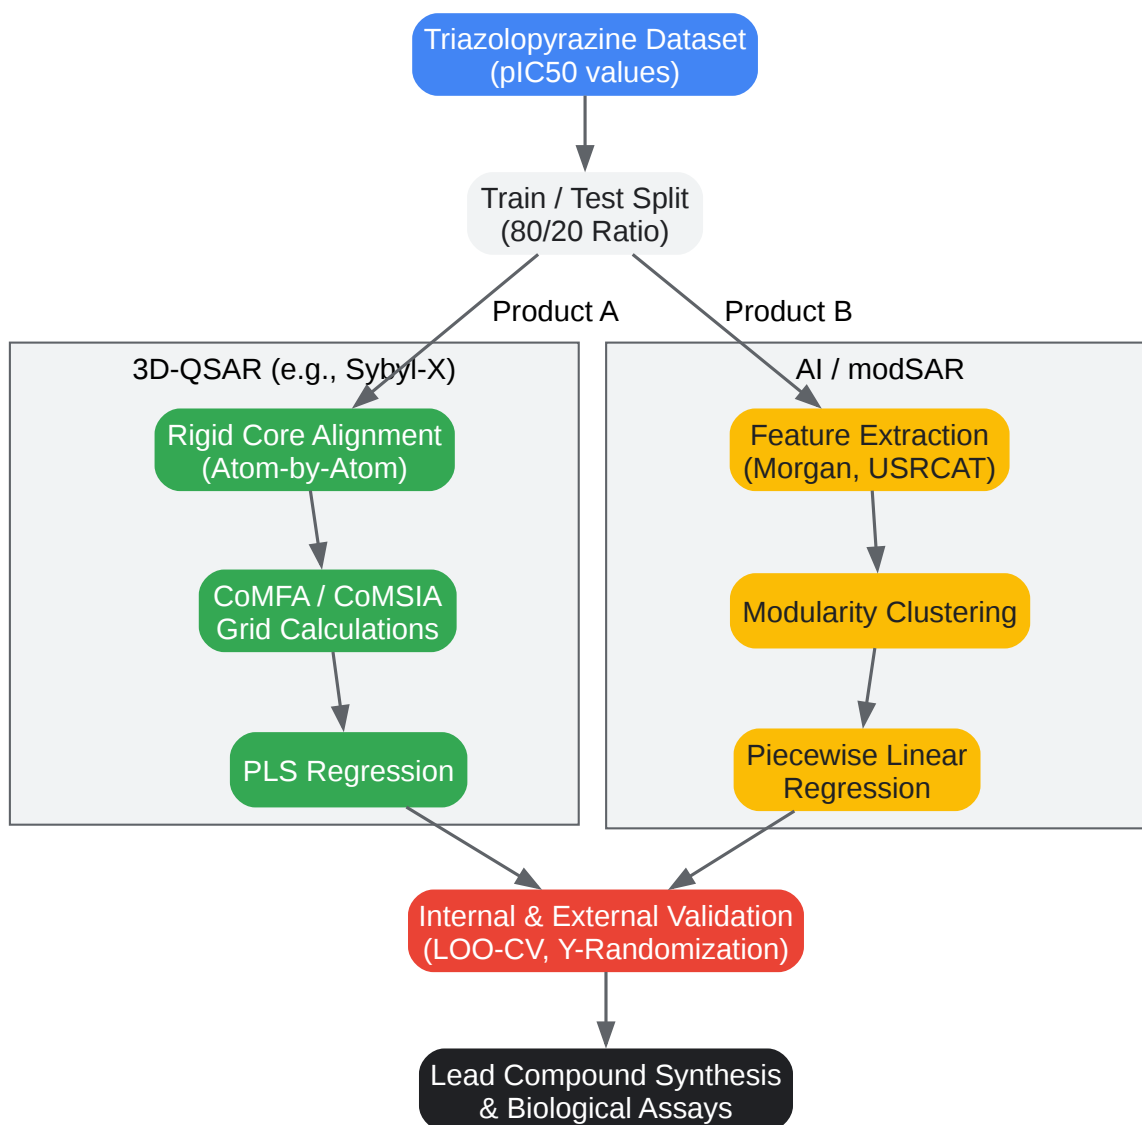 Triazolopyrazine Dataset
(pIC50 values)
Train / Test Split
(80/20 Ratio)
Product A
Product B
3D-QSAR (e.g., Sybyl-X)
Rigid Core Alignment
(Atom-by-Atom)
CoMFA / CoMSIA
Grid Calculations
PLS Regression
AI / modSAR
Feature Extraction
(Morgan, USRCAT)
Modularity Clustering
Piecewise Linear
Regression
Internal & External Validation
(LOO-CV, Y-Randomization)
Lead Compound Synthesis
& Biological Assays